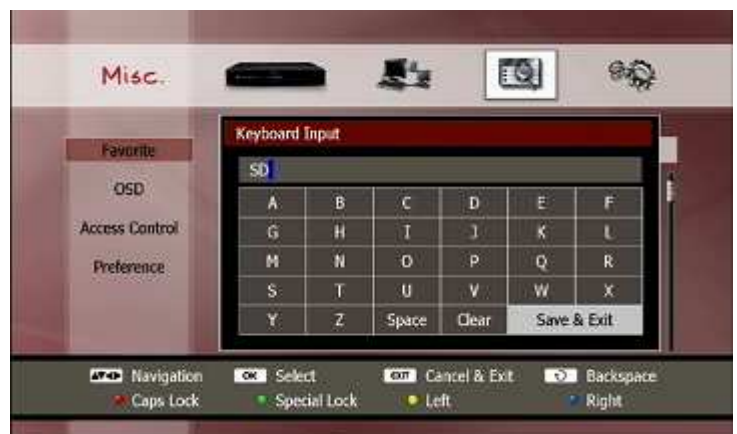 Misc.
Favorite
OSD
Access Control
Preference
Keyboard Input
SD
A B C D E F
G H I J K L
M N O P Q R
S T U V W X
Y Z Space Clear Save & Exit
Navigation OK Select EXIT Cancel & Exit Backspace
Caps Lock Special Lock Left Right